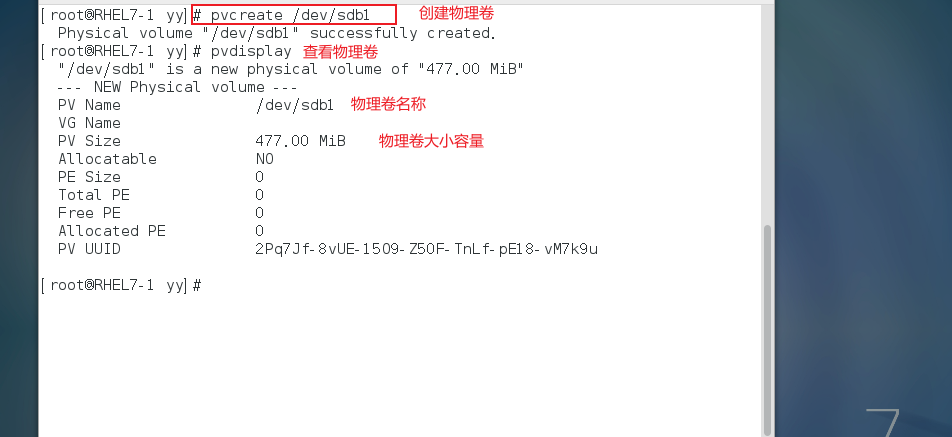 [ root@RHEL7-1 yy] # pvcreate /dev/sdb1 创建物理卷
Physical volume "/dev/sdb1" successfully created.
[ root@RHEL7-1 yy] # pvdisplay 查看物理卷
"/dev/sdb1" is a new physical volume of "477.00 MiB"
--- NEW Physical volume ---
PV Name /dev/sdb1 物理卷名称
VG Name
PV Size 477.00 MiB 物理卷大小容量
Allocatable NO
PE Size 0
Total PE 0
Free PE 0
Allocated PE 0
PV UUID 2Pq7Jf-8vUE-1509-Z50F-TnLf-pE18-vM7k9u
[ root@RHEL7-1 yy] #
7